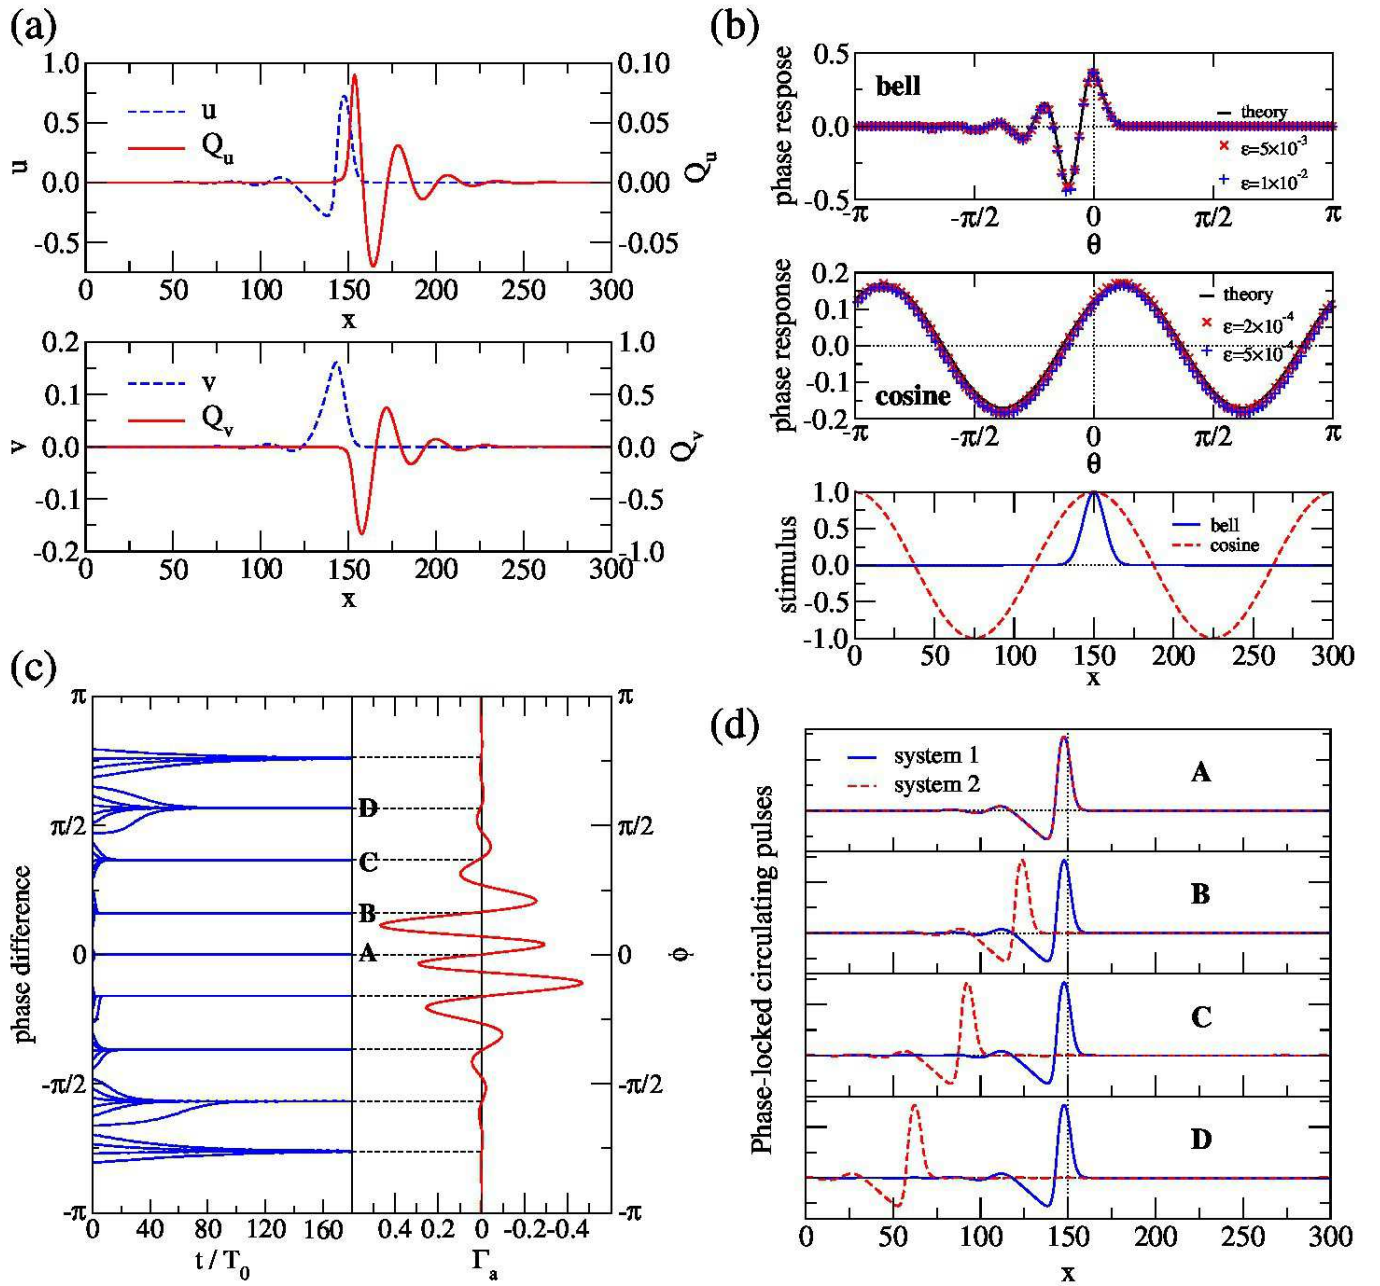 (a)
1.0
0.5
0.0
-0.5
u
0.10
0.05
0.00
-0.05
Q_u
u
Q_u
0 50 100 150 200 250 300
x
0.2
0.1
0.0
-0.1
-0.2
v
1.0
0.5
0.0
-0.5
-1.0
Q_v
v
Q_v
0 50 100 150 200 250 300
x
(b)
phase respose
0.5
0.0
-0.5
bell
theory
ε=5×10^-3
ε=1×10^-2
-π -π/2 0 π/2 π
θ
phase response
0.2
0.1
0.0
-0.1
-0.2
cosine
theory
ε=2×10^-4
ε=5×10^-4
-π -π/2 0 π/2 π
θ
stimulus
1.0
0.5
0.0
-0.5
-1.0
bell
cosine
0 50 100 150 200 250 300
x
(c)
phase difference
π
π/2
0
-π/2
-π
D
C
B
A
π
π/2
0
-π/2
-π
ϕ
0 40 80 120 160
t / T_0
0.4 0.2 0 -0.2 -0.4
Γ_a
(d)
Phase-locked circulating pulses
system 1
system 2
A
B
C
D
0 50 100 150 200 250 300
x